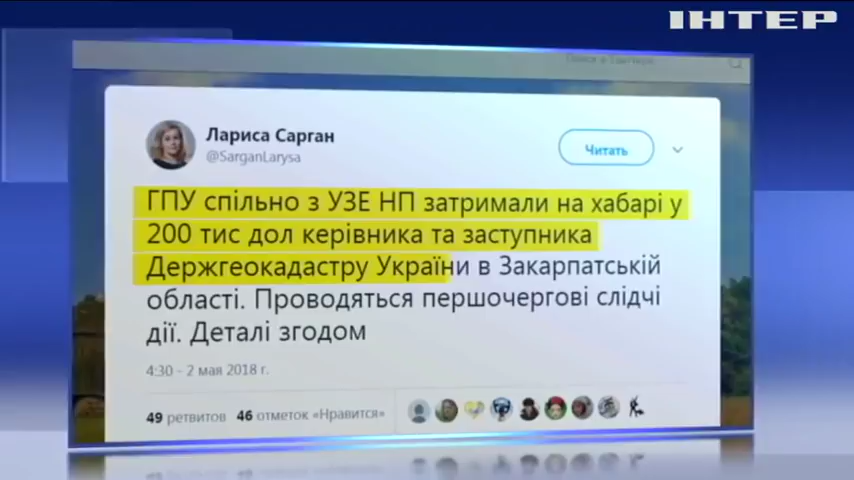 ІНТЕР
Лариса Сарган
@SarganLarysa
Читать
ГПУ спільно з УЗЕ НП затримали на хабарі у
200 тис дол керівника та заступника
Держгеокадастру України в Закарпатській
області. Проводяться першочергові слідчі
дії. Деталі згодом
4:30 - 2 мая 2018 г.
49 ретвитов 46 отметок «Нравится»